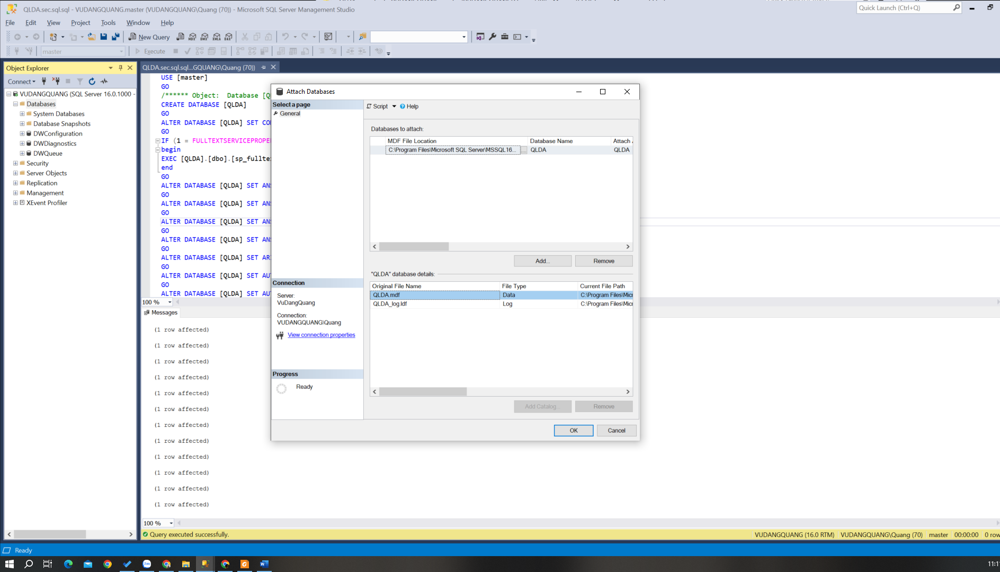 QLDA.sec.sql.sql - VUDANGQUANG.master (VUDANGQUANG\Quang (70)) - Microsoft SQL Server Management Studio
Quick Launch (Ctrl+Q)
File Edit View Project Tools Window Help
New Query MDX DMX XMLA DAX
master Execute
Object Explorer
Connect
VUDANGQUANG (SQL Server 16.0.1000 -
Databases
System Databases
Database Snapshots
DWConfiguration
DWDiagnostics
DWQueue
Security
Server Objects
Replication
Management
XEvent Profiler
QLDA.sec.sql.sql...GQUANG\Quang (70))
USE [master]
GO
/****** Object:  Database [Q
CREATE DATABASE [QLDA]
GO
ALTER DATABASE [QLDA] SET CO
GO
IF (1 = FULLTEXTSERVICEPROPE
begin
EXEC [QLDA].[dbo].[sp_fullte
end
GO
ALTER DATABASE [QLDA] SET AN
GO
ALTER DATABASE [QLDA] SET AN
GO
ALTER DATABASE [QLDA] SET AN
GO
ALTER DATABASE [QLDA] SET AN
GO
ALTER DATABASE [QLDA] SET AR
GO
ALTER DATABASE [QLDA] SET AU
GO
ALTER DATABASE [QLDA] SET AU
100 %
Messages
(1 row affected)
(1 row affected)
(1 row affected)
(1 row affected)
(1 row affected)
(1 row affected)
(1 row affected)
(1 row affected)
(1 row affected)
(1 row affected)
(1 row affected)
(1 row affected)
100 %
Query executed successfully.
VUDANGQUANG (16.0 RTM) VUDANGQUANG\Quang (70) master 00:00:00 0 row
Attach Databases
Select a page
General
Script Help
Databases to attach:
MDF File Location Database Name Attach
C:\Program Files\Microsoft SQL Server\MSSQL16... ... QLDA QLDA
Add... Remove
"QLDA" database details:
Original File Name File Type Current File Path
QLDA.mdf Data C:\Program Files\Micr
QLDA_log.ldf Log C:\Program Files\Micr
Add Catalog... Remove
Connection
Server:
VuDangQuang
Connection:
VUDANGQUANG\Quang
View connection properties
Progress
Ready
OK Cancel
Ready
Zalo
11:1